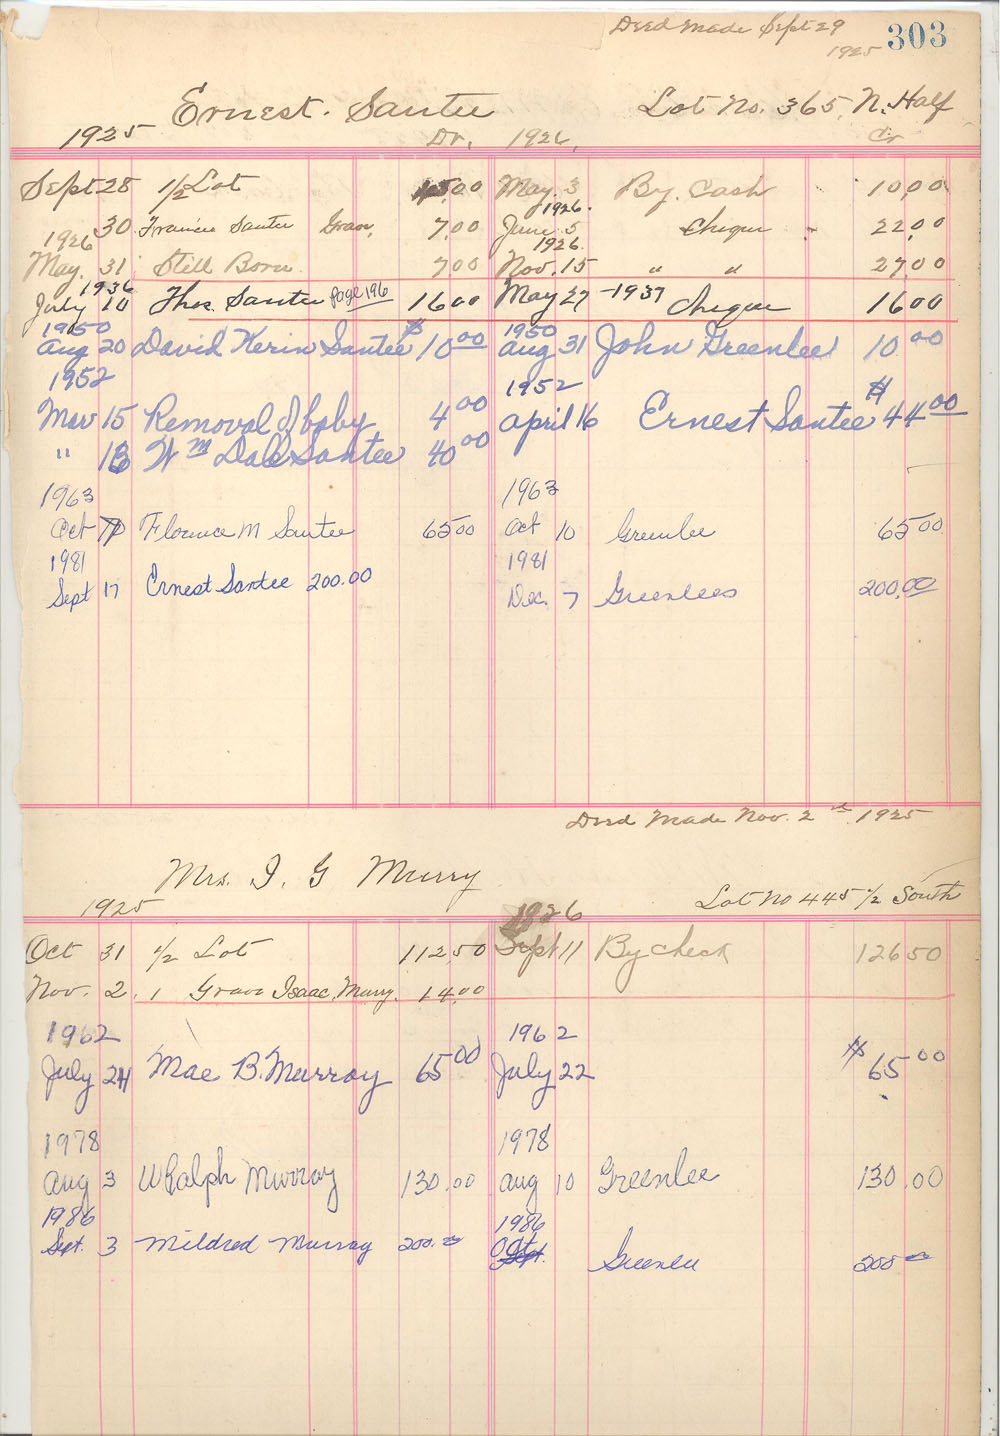 Deed Made Sept 29
1925 303
Ernest. Santee Lot No. 365, N. Half
1925 Dr. 1926, Cr
Sept 28 1/2 Lot 45,00 May. 3 By. Cash 10,00
1926.
30 Francis Santee Grave, 7,00 June 5 Cheque 22,00
1926 1926.
May. 31 Still Born 7,00 Nov. 15 " " 27,00
1936
July 10 Thos. Santee page 196 16 00 May 27 - 1937 Cheque 16 00
1950 1950
Aug 20 David Kerin Santee $ 10 00 Aug 31 John Greenlee 10 00
1952 1952
Mar 15 Removal of baby 4 00 April 16 Ernest Santee $ 44 00
" 16 Wm Dale Santee 40 00
1963 1963
Oct Florence M Santee 65 00 Oct 10 Greenlee 65 00
1981 1981
Sept 17 Ernest Santee 200.00
Dec. 7 Greenlees 200.00
Deed Made Nov. 2nd 1925
Mrs. I. G Murry
1925 Lot No 445 1/2 South
1926
Oct 31 1/2 Lot 112,50 Sept 11 By check 126 50
Nov. 2. 1 Grave Isaac Murry. 14,00
1962 1962
July 24 Mae B. Murray 65 00 July 22 $ 65 00
1978 1978
Aug 3 W Ralph Murray 130.00 Aug 10 Greenlee 130.00
1986 1986
Sept. 3 Mildred Murray 200.00 Oct Sept. Greenlee 200 00